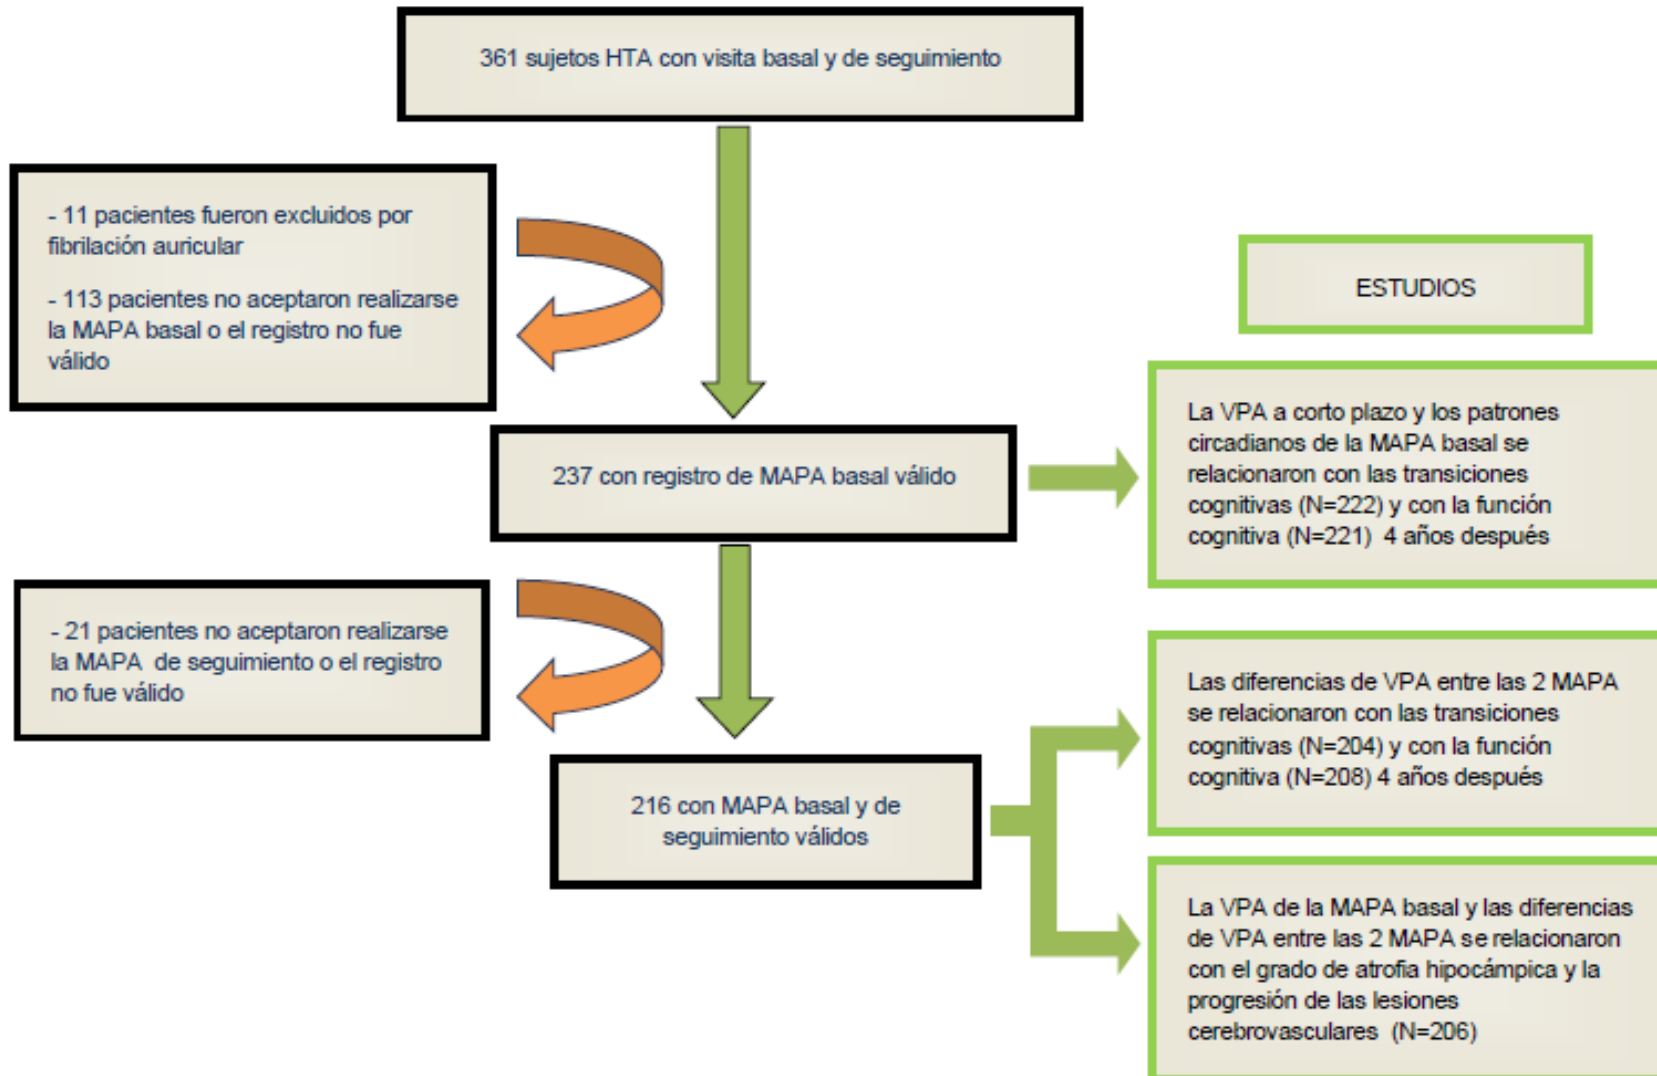 361 sujetos HTA con visita basal y de seguimiento
- 11 pacientes fueron excluidos por
fibrilación auricular
- 113 pacientes no aceptaron realizarse
la MAPA basal o el registro no fue
válido
ESTUDIOS
237 con registro de MAPA basal válido
La VPA a corto plazo y los patrones
circadianos de la MAPA basal se
relacionaron con las transiciones
cognitivas (N=222) y con la función
cognitiva (N=221) 4 años después
- 21 pacientes no aceptaron realizarse
la MAPA de seguimiento o el registro
no fue válido
Las diferencias de VPA entre las 2 MAPA
se relacionaron con las transiciones
cognitivas (N=204) y con la función
cognitiva (N=208) 4 años después
216 con MAPA basal y de
seguimiento válidos
La VPA de la MAPA basal y las diferencias
de VPA entre las 2 MAPA se relacionaron
con el grado de atrofia hipocámpica y la
progresión de las lesiones
cerebrovasculares (N=206)